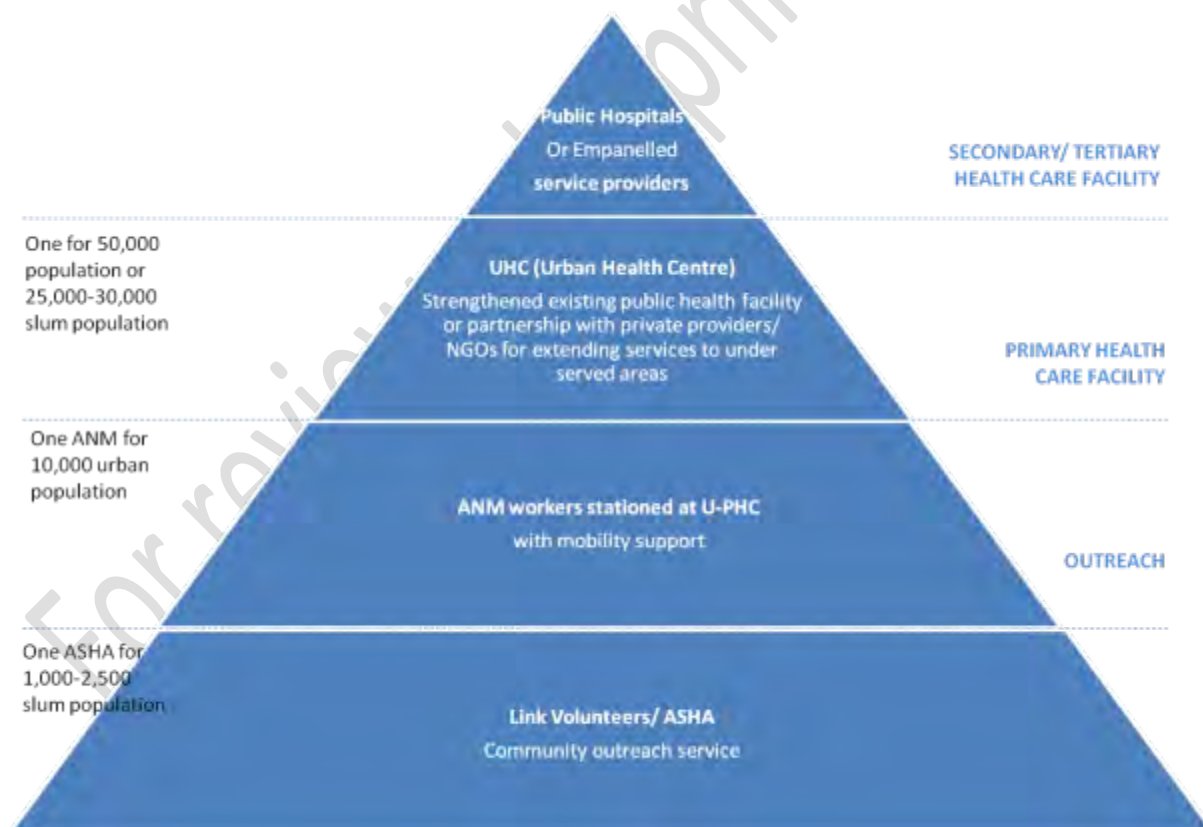 Public Hospitals
Or Empanelled
service providers
SECONDARY/ TERTIARY
HEALTH CARE FACILITY
One for 50,000
population or
25,000-30,000
slum population
UHC (Urban Health Centre)
Strengthened existing public health facility
or partnership with private providers/
NGOs for extending services to under
served areas
PRIMARY HEALTH
CARE FACILITY
One ANM for
10,000 urban
population
ANM workers stationed at U-PHC
with mobility support
OUTREACH
One ASHA for
1,000-2,500
slum population
Link Volunteers/ ASHA
Community outreach service
For review